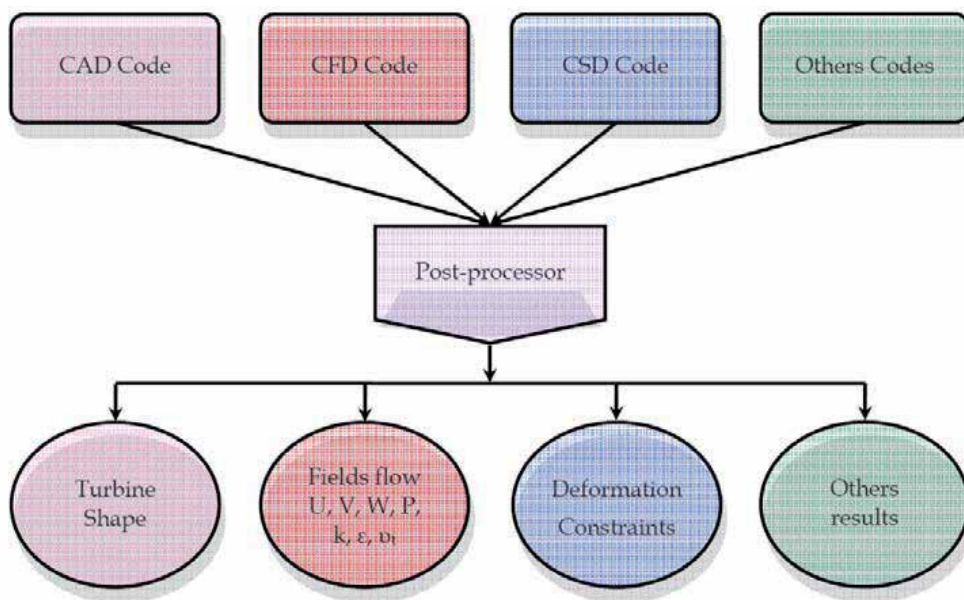 CAD Code
CFD Code
CSD Code
Others Codes
Post-processor
Turbine
Shape
Fields flow
U, V, W, P,
k, ε, υt
Deformation
Constraints
Others
results